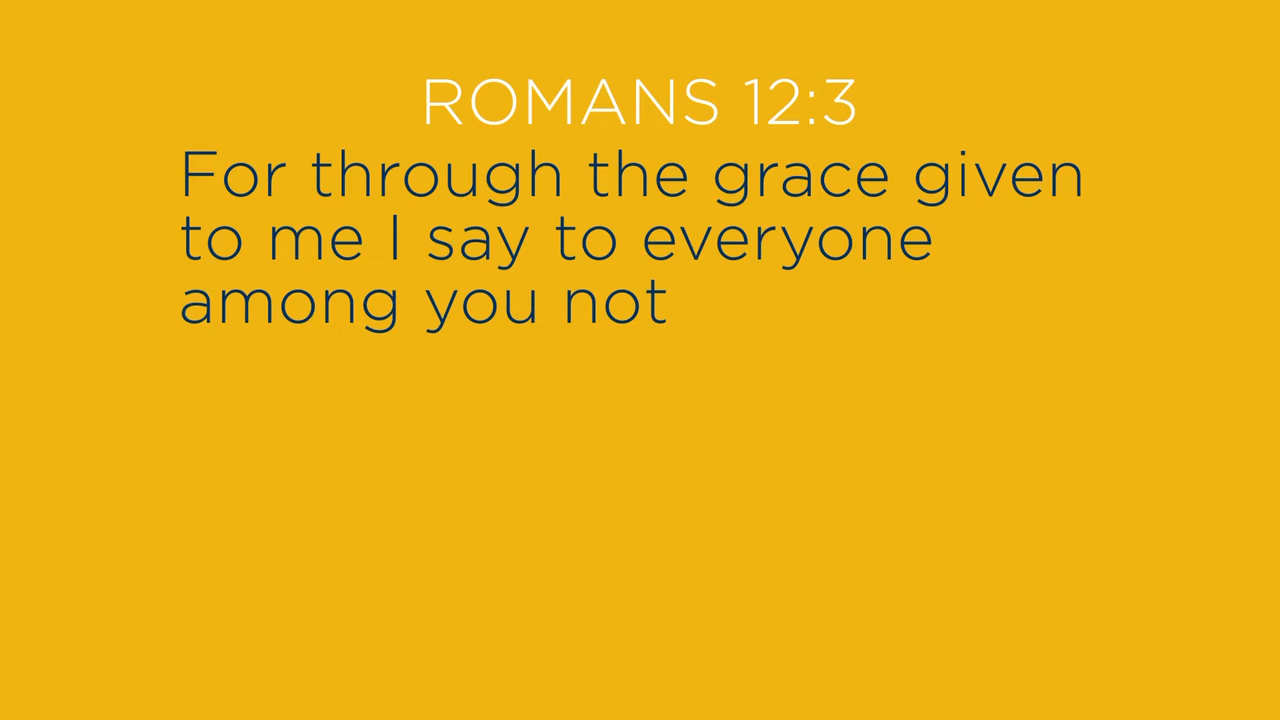 ROMANS 12:3
For through the grace given
to me I say to everyone
among you not